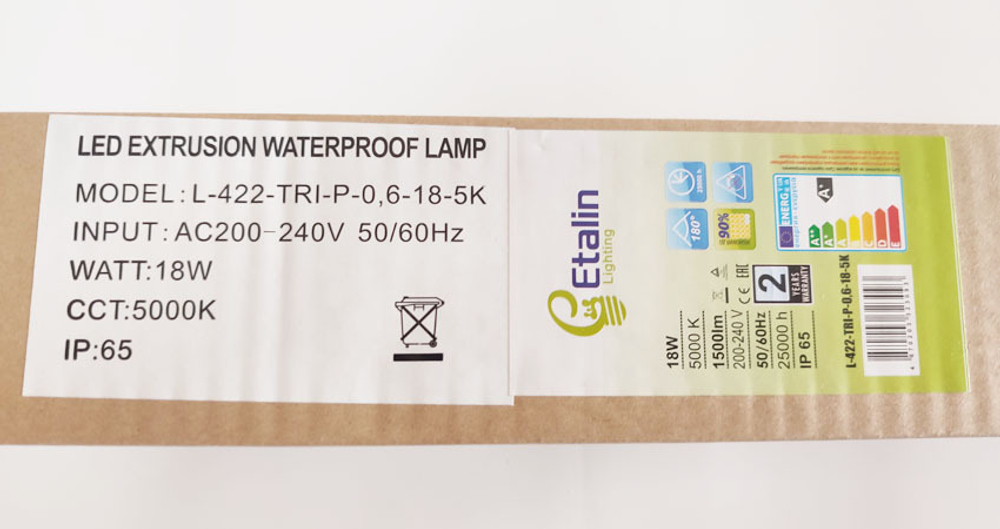 LED EXTRUSION WATERPROOF LAMP
MODEL: L-422-TRI-P-0,6-18-5K
INPUT: AC200-240V 50/60Hz
WATT:18W
CCT:5000K
IP:65
Etalin
Lighting
180°
90%
ENERG
A+
A++
A+
A
B
C
D
E
18W
5000 K
1500lm
200-240 V
50/60Hz
25000 h
IP 65
CE EAC
2
YEARS
WARRANTY
L-422-TRI-P-0,6-18-5K